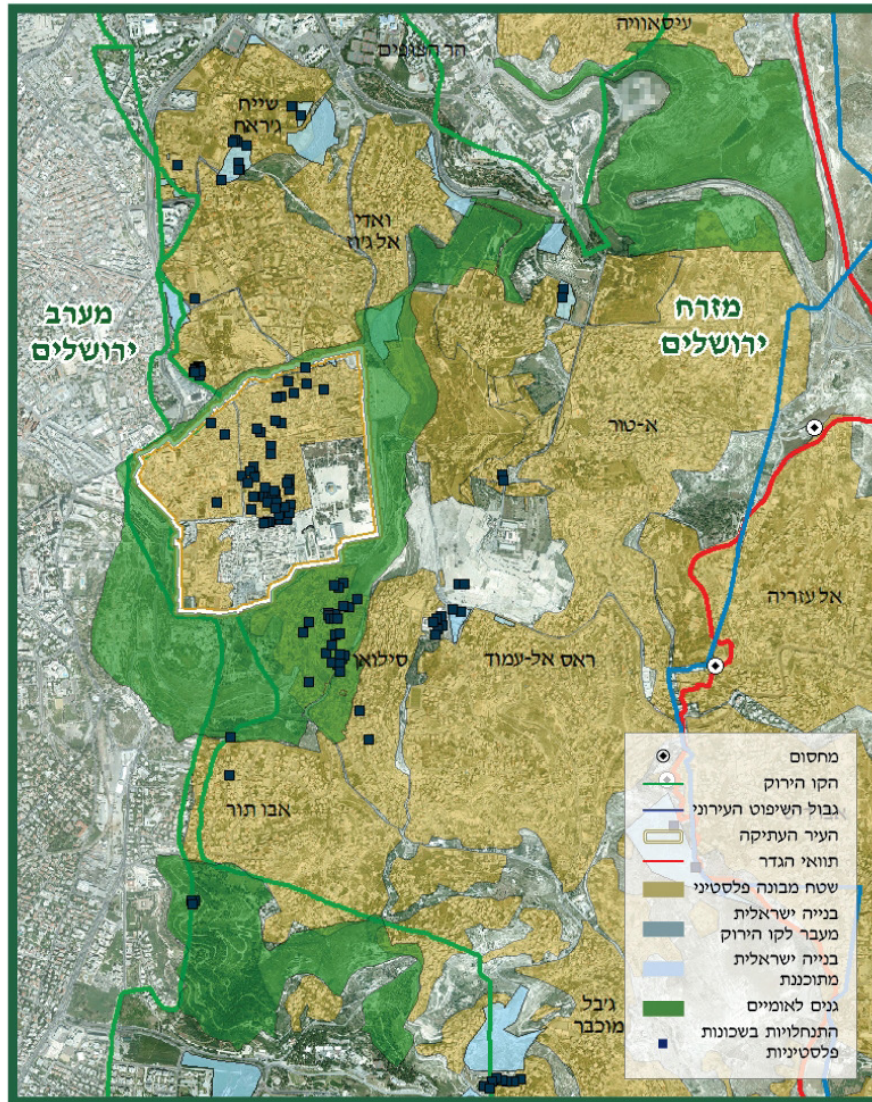 עיסאוויה
הר הצופים
שייח
ג'ראח
ואדי
אל ג'וז
מערב
ירושלים
מזרח
ירושלים
א-טור
אל עזריה
סילואן
ראס אל-עמוד
אבו תור
ג'בל
מוכבר
מחסום
הקו הירוק
גבול השיפוט העירוני
העיר העתיקה
תוואי הגדר
שטח מבונה פלסטיני
בנייה ישראלית
מעבר לקו הירוק
בנייה ישראלית
מתוכננת
גנים לאומיים
התנחלויות בשכונות
פלסטיניות